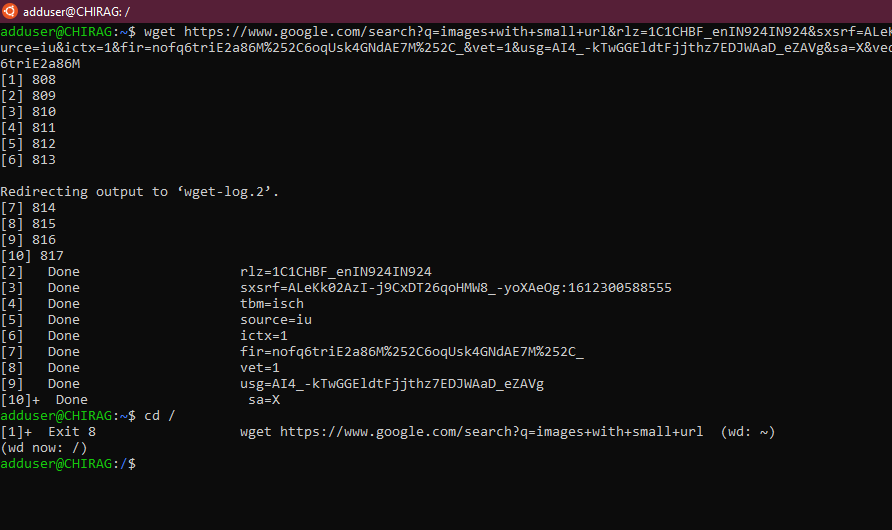 adduser@CHIRAG: /
adduser@CHIRAG:~$ wget https://www.google.com/search?q=images+with+small+url&rlz=1C1CHBF_enIN924IN924&sxsrf=ALeK
urce=iu&ictx=1&fir=nofq6triE2a86M%252C6oqUsk4GNdAE7M%252C_&vet=1&usg=AI4_-kTwGGEldtFjjthz7EDJWAaD_eZAVg&sa=X&ved
6triE2a86M
[1] 808
[2] 809
[3] 810
[4] 811
[5] 812
[6] 813
Redirecting output to ‘wget-log.2’.
[7] 814
[8] 815
[9] 816
[10] 817
[2]   Done                    rlz=1C1CHBF_enIN924IN924
[3]   Done                    sxsrf=ALeKk02AzI-j9CxDT26qoHMW8_-yoXAeOg:1612300588555
[4]   Done                    tbm=isch
[5]   Done                    source=iu
[6]   Done                    ictx=1
[7]   Done                    fir=nofq6triE2a86M%252C6oqUsk4GNdAE7M%252C_
[8]   Done                    vet=1
[9]   Done                    usg=AI4_-kTwGGEldtFjjthz7EDJWAaD_eZAVg
[10]+  Done                    sa=X
adduser@CHIRAG:~$ cd /
[1]+  Exit 8                  wget https://www.google.com/search?q=images+with+small+url  (wd: ~)
(wd now: /)
adduser@CHIRAG:/$